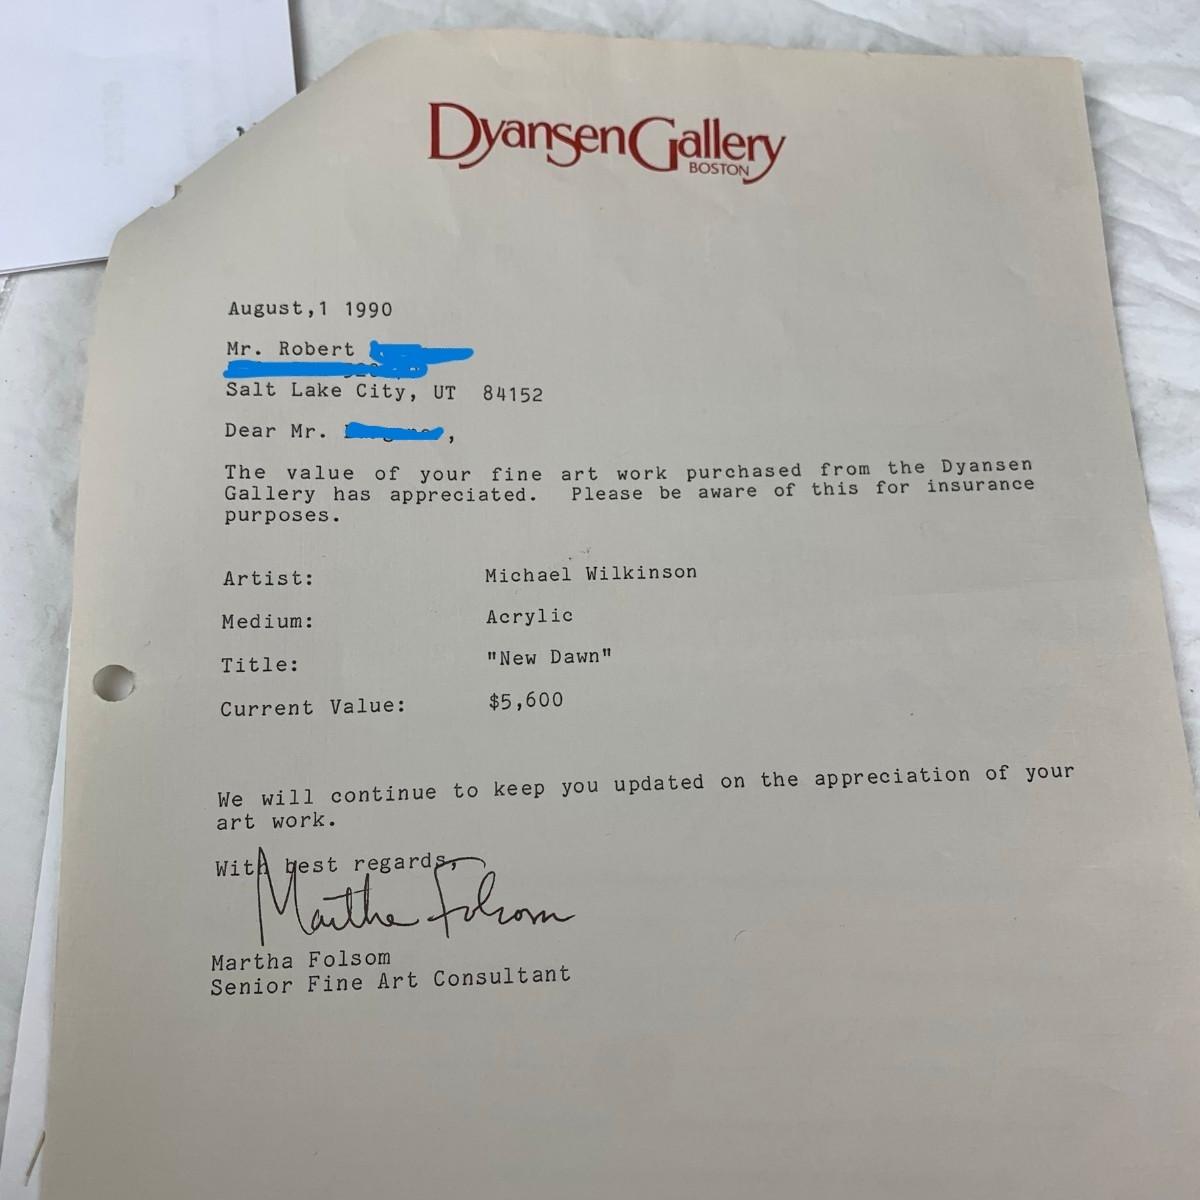 Dyansen Gallery
BOSTON
August,1 1990
Mr. Robert
Salt Lake City, UT 84152
Dear Mr. ,
The value of your fine art work purchased from the Dyansen
Gallery has appreciated. Please be aware of this for insurance
purposes.
Artist: Michael Wilkinson
Medium: Acrylic
Title: "New Dawn"
Current Value: $5,600
We will continue to keep you updated on the appreciation of your
art work.
With best regards,
Martha Folsom
Martha Folsom
Senior Fine Art Consultant